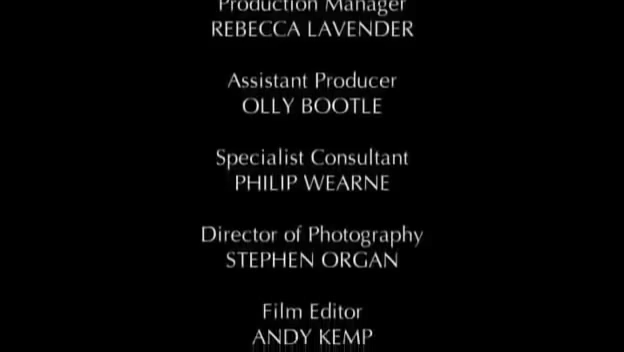 Production Manager
REBECCA LAVENDER
Assistant Producer
OLLY BOOTLE
Specialist Consultant
PHILIP WEARNE
Director of Photography
STEPHEN ORGAN
Film Editor
ANDY KEMP